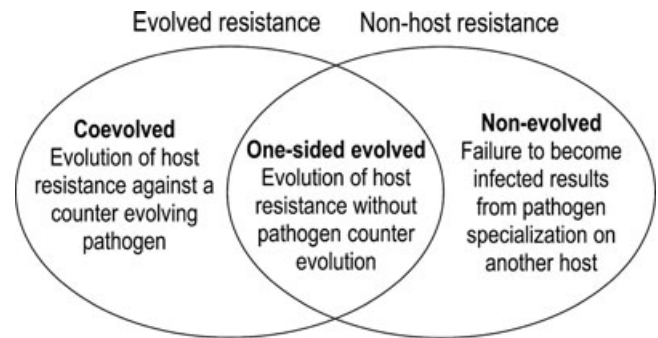 Evolved resistance
Non-host resistance
Coevolved
Evolution of host
resistance against a
counter evolving
pathogen
One-sided evolved
Evolution of host
resistance without
pathogen counter
evolution
Non-evolved
Failure to become
infected results
from pathogen
specialization on
another host